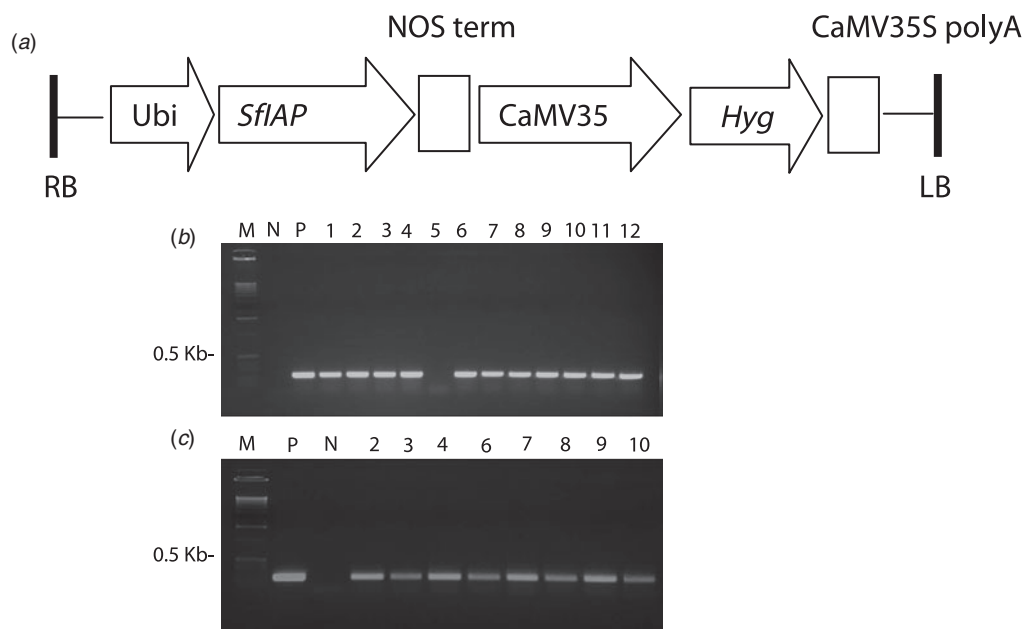 (a)
NOS term
CaMV35S polyA
Ubi
SflAP
CaMV35
Hyg
RB
LB
(b)
M N P 1 2 3 4 5 6 7 8 9 10 11 12
0.5 Kb-
(c)
M P N 2 3 4 6 7 8 9 10
0.5 Kb-